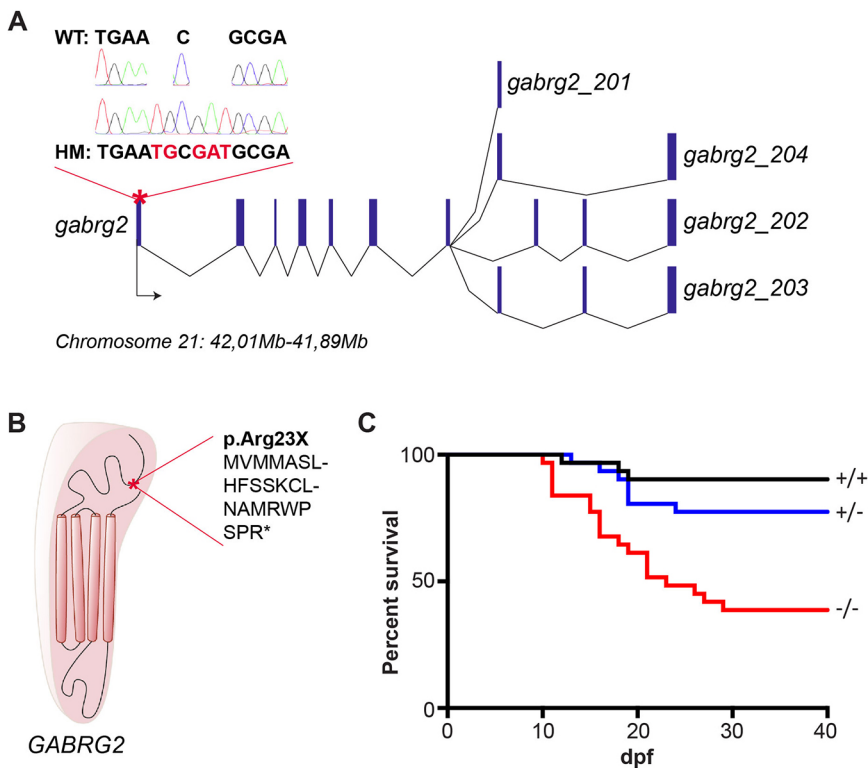 A
WT: TGAA C GCGA
HM: TGAATGCGATGCGA
gabrg2
gabrg2_201
gabrg2_204
gabrg2_202
gabrg2_203
Chromosome 21: 42,01Mb-41,89Mb
B
p.Arg23X
MVMMASL-
HFSSKCL-
NAMRWP
SPR*
GABRG2
C
Percent survival
100
50
0
0 10 20 30 40
dpf
+/+
+/-
-/-